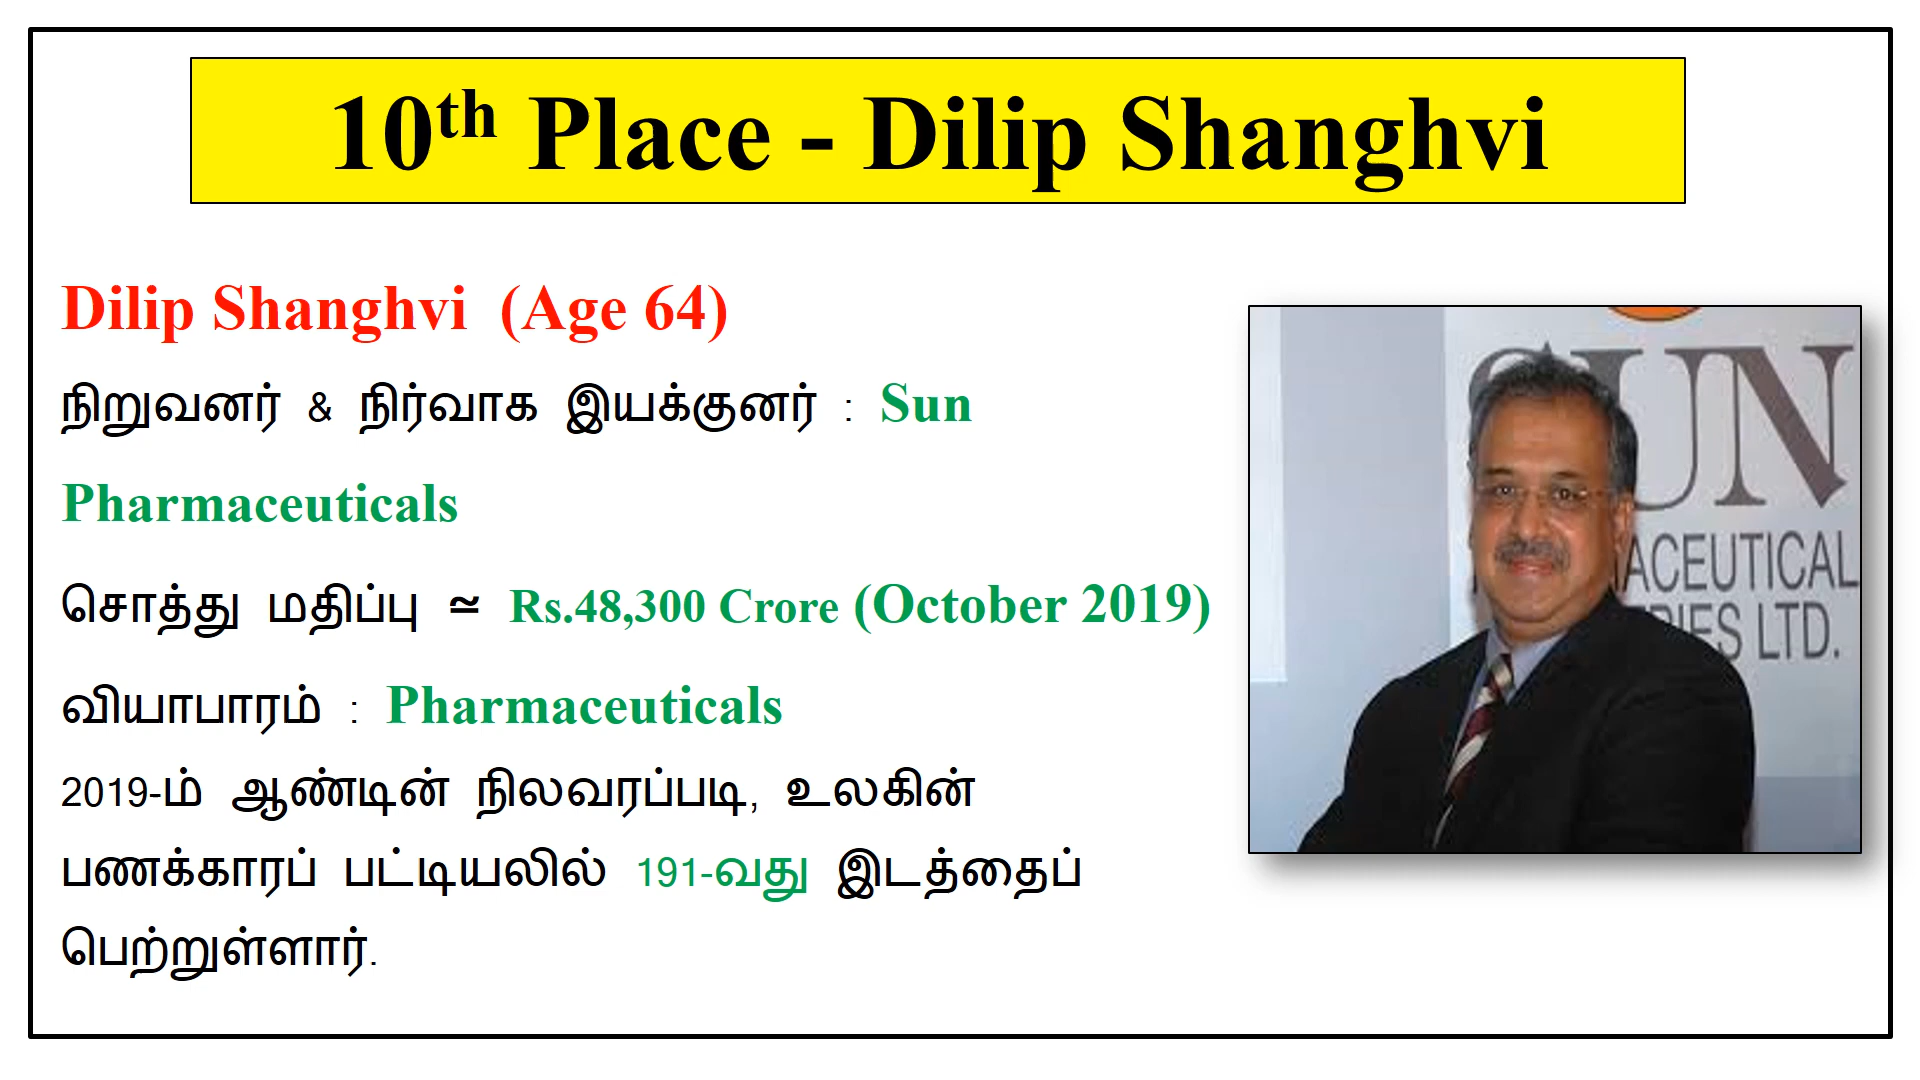 10th Place - Dilip Shanghvi
Dilip Shanghvi (Age 64)
நிறுவனர் & நிர்வாக இயக்குனர் : Sun
Pharmaceuticals
சொத்து மதிப்பு ≃ Rs.48,300 Crore (October 2019)
வியாபாரம் : Pharmaceuticals
2019-ம் ஆண்டின் நிலவரப்படி, உலகின்
பணக்காரப் பட்டியலில் 191-வது இடத்தைப்
பெற்றுள்ளார்.
SUN
ACEUTICAL
RIES LTD.